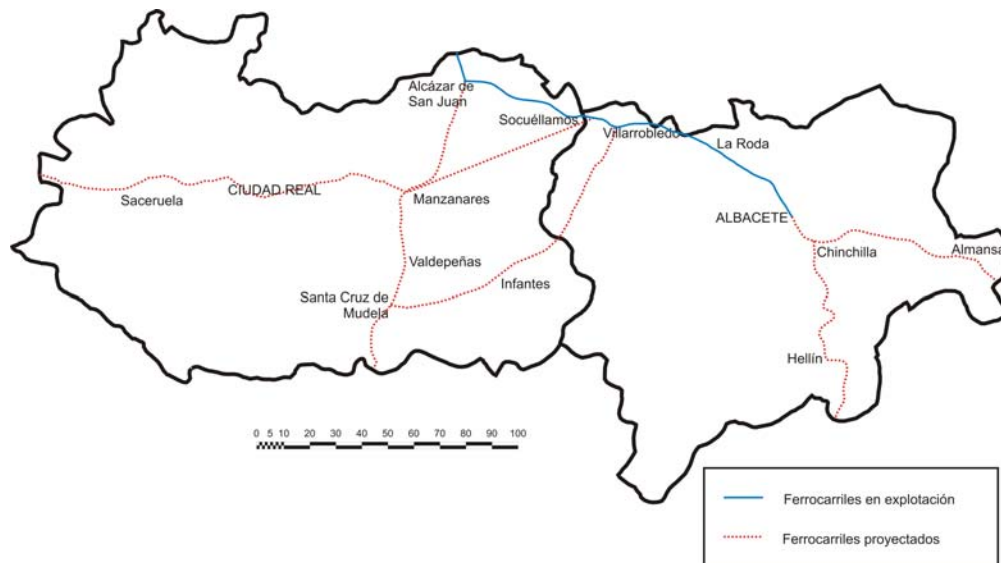 Alcázar de
San Juan
Socuéllamos
Villarrobledo
La Roda
CIUDAD REAL
Saceruela
Manzanares
ALBACETE
Chinchilla
Almansa
Valdepeñas
Infantes
Santa Cruz de
Mudela
Hellín
0 5 10 20 30 40 50 60 70 80 90 100
Ferrocarriles en explotación
Ferrocarriles proyectados